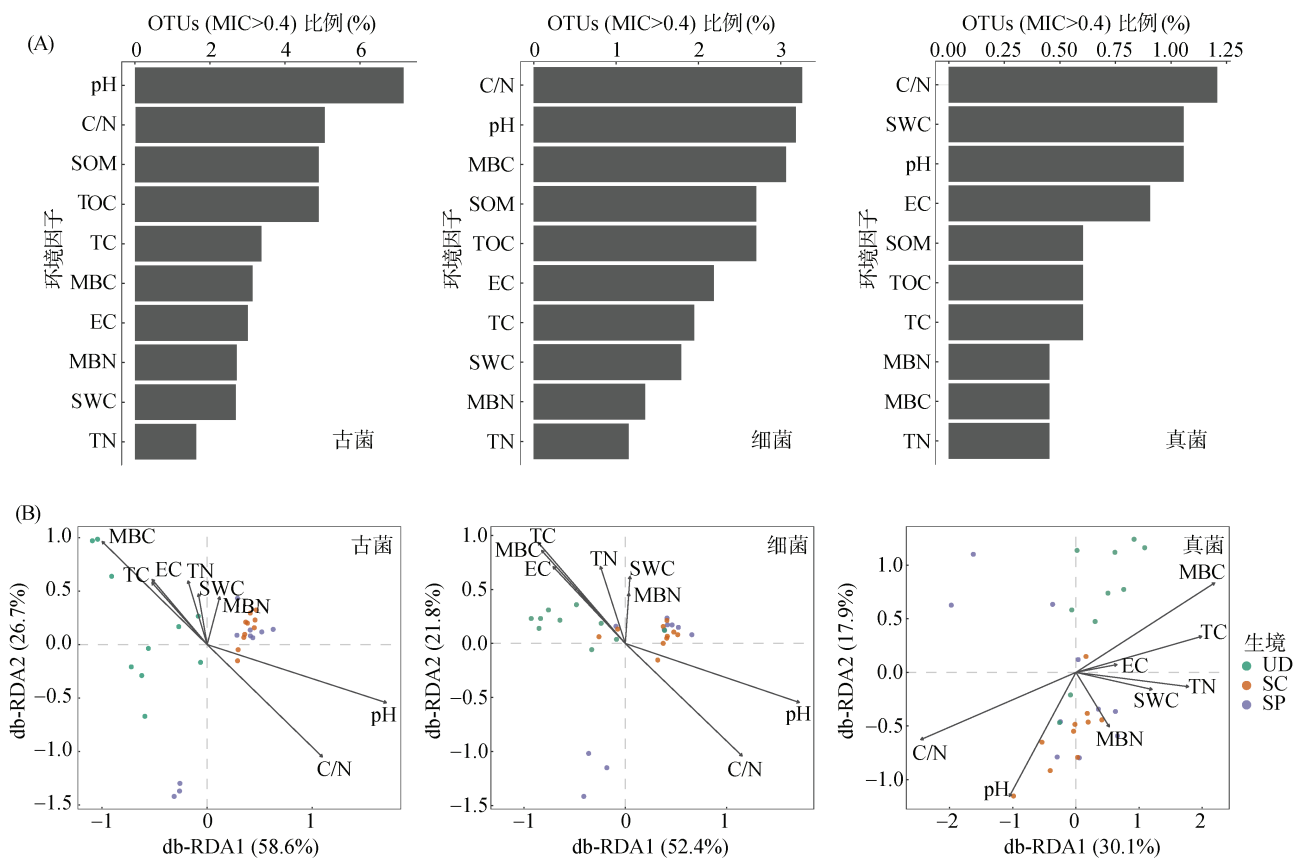 (A)
OTUs (MIC>0.4) 比例(%)
0 2 4 6
环境因子
pH
C/N
SOM
TOC
TC
MBC
EC
MBN
SWC
TN
古菌
OTUs (MIC>0.4) 比例(%)
0 1 2 3
环境因子
C/N
pH
MBC
SOM
TOC
EC
TC
SWC
MBN
TN
细菌
OTUs (MIC>0.4) 比例(%)
0.00 0.25 0.50 0.75 1.00 1.25
环境因子
C/N
SWC
pH
EC
SOM
TOC
TC
MBN
MBC
TN
真菌
(B)
db-RDA2 (26.7%)
1.0
0.5
0.0
−0.5
−1.0
−1.5
古菌
MBC
TC EC TN
SWC
MBN
pH
C/N
−1 0 1
db-RDA1 (58.6%)
db-RDA2 (21.8%)
1.0
0.5
0.0
−0.5
−1.0
−1.5
细菌
TC
MBC
EC
TN
SWC
MBN
pH
C/N
−1 0 1
db-RDA1 (52.4%)
db-RDA2 (17.9%)
1.0
0.5
0.0
−0.5
−1.0
真菌
MBC
TC
EC
TN
SWC
MBN
C/N
pH
−2 −1 0 1 2
db-RDA1 (30.1%)
生境
UD
SC
SP